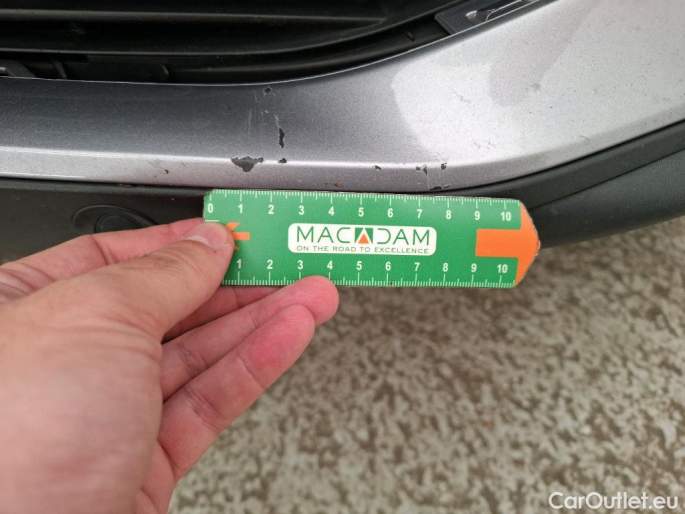 0 1 2 3 4 5 6 7 8 9 10
MACADAM
ON THE ROAD TO EXCELLENCE
1 2 3 4 5 6 7 8 9 10
CarOutlet.eu